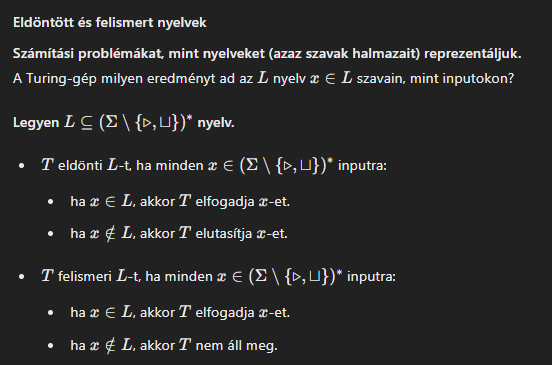 Eldöntött és felismert nyelvek
Számítási problémákat, mint nyelveket (azaz szavak halmazait) reprezentáljuk.
A Turing-gép milyen eredményt ad az L nyelv x ∈ L szavain, mint inputokon?
Legyen L ⊆ (Σ \ {▷, ⊔})* nyelv.
• T eldönti L-t, ha minden x ∈ (Σ \ {▷, ⊔})* inputra:
• ha x ∈ L, akkor T elfogadja x-et.
• ha x ∉ L, akkor T elutasítja x-et.
• T felismeri L-t, ha minden x ∈ (Σ \ {▷, ⊔})* inputra:
• ha x ∈ L, akkor T elfogadja x-et.
• ha x ∉ L, akkor T nem áll meg.